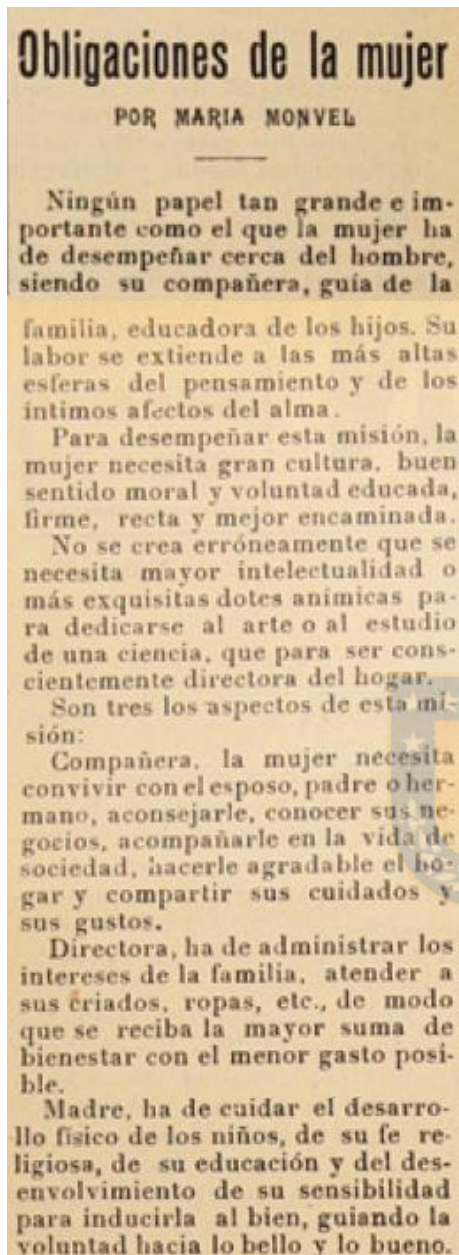 Obligaciones de la mujer
POR MARIA MONVEL
Ningún papel tan grande e im-
portante como el que la mujer ha
de desempeñar cerca del hombre,
siendo su compañera, guía de la
familia, educadora de los hijos. Su
labor se extiende a las más altas
esferas del pensamiento y de los
íntimos afectos del alma.
Para desempeñar esta misión, la
mujer necesita gran cultura, buen
sentido moral y voluntad educada,
firme, recta y mejor encaminada.
No se crea erróneamente que se
necesita mayor intelectualidad o
más exquisitas dotes anímicas pa-
ra dedicarse al arte o al estudio
de una ciencia, que para ser cons-
cientemente directora del hogar.
Son tres los aspectos de esta mi-
sión:
Compañera, la mujer necesita
convivir con el esposo, padre o her-
mano, aconsejarle, conocer sus ne-
gocios, acompañarle en la vida de
sociedad, hacerle agradable el ho-
gar y compartir sus cuidados y
sus gustos.
Directora, ha de administrar los
intereses de la familia, atender a
sus criados, ropas, etc., de modo
que se reciba la mayor suma de
bienestar con el menor gasto posi-
ble.
Madre, ha de cuidar el desarro-
llo físico de los niños, de su fe re-
ligiosa, de su educación y del des-
envolvimiento de su sensibilidad
para inducirla al bien, guiando la
voluntad hacia lo bello y lo bueno.